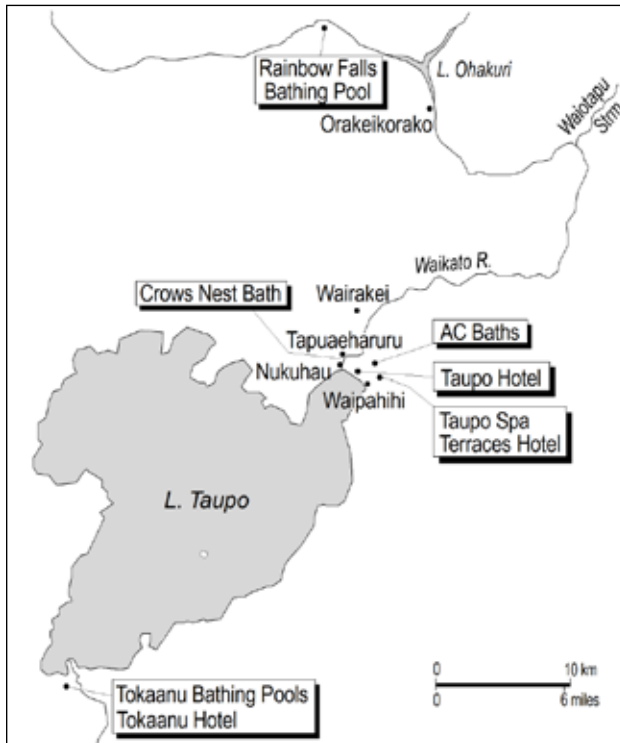 Rainbow Falls
Bathing Pool
L. Ohakuri
Orakeikorako
Waiotapu
Strm
Waikato R.
Crows Nest Bath
Wairakei
Tapuaeharuru
AC Baths
Nukuhau
Taupo Hotel
Waipahihi
Taupo Spa
Terraces Hotel
L. Taupo
0 10 km
0 6 miles
Tokaanu Bathing Pools
Tokaanu Hotel